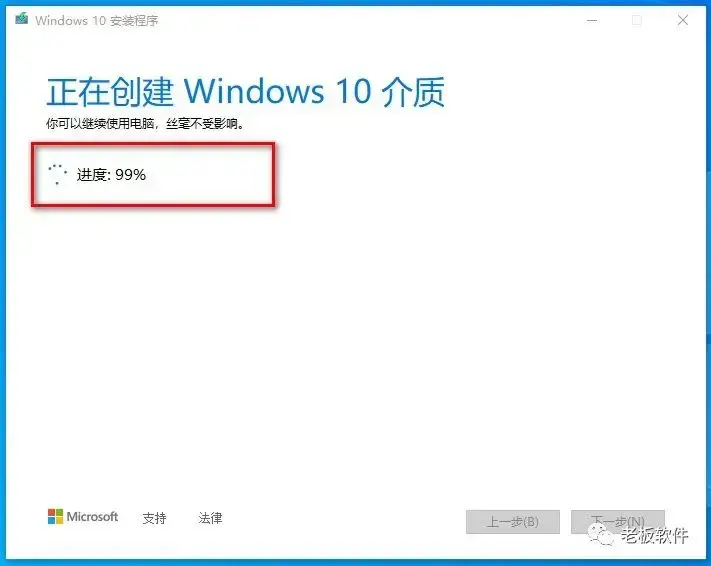 Windows 10 安装程序
正在创建 Windows 10 介质
你可以继续使用电脑，丝毫不受影响。
进度: 99%
Microsoft 支持 法律 上一步(B) 下一步(N)
老板软件